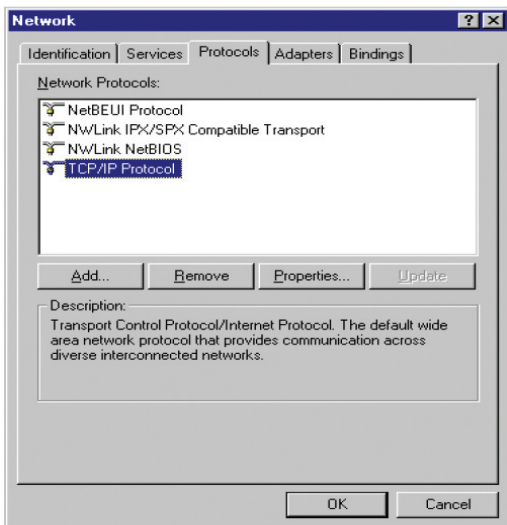 Network
Identification Services Protocols Adapters Bindings
Network Protocols:
NetBEUI Protocol
NWLink IPX/SPX Compatible Transport
NWLink NetBIOS
TCP/IP Protocol
Add... Remove Properties... Update
Description:
Transport Control Protocol/Internet Protocol. The default wide
area network protocol that provides communication across
diverse interconnected networks.
OK Cancel